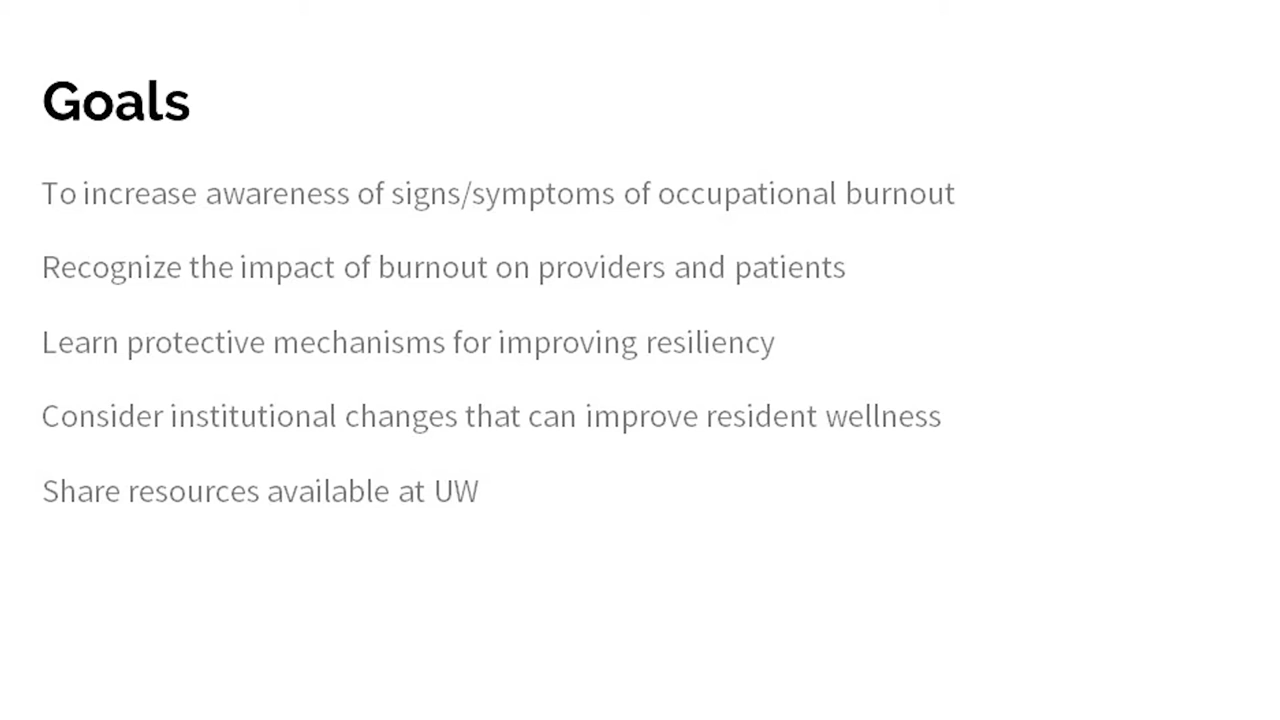 Goals
To increase awareness of signs/symptoms of occupational burnout
Recognize the impact of burnout on providers and patients
Learn protective mechanisms for improving resiliency
Consider institutional changes that can improve resident wellness
Share resources available at UW